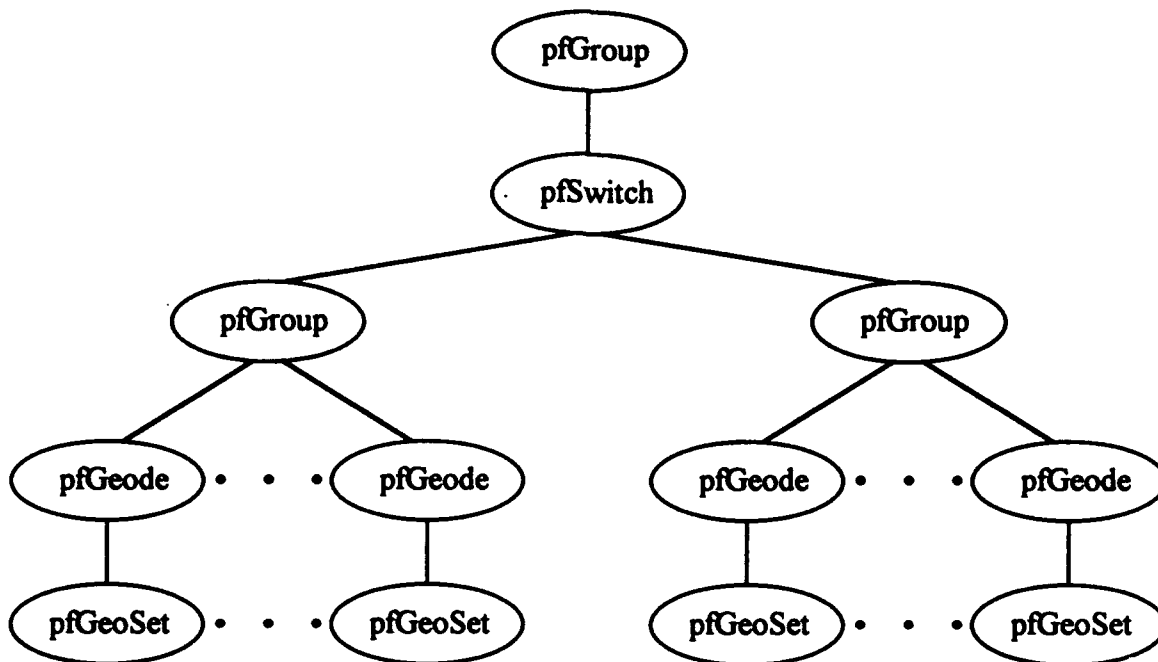 pfGroup
pfSwitch
pfGroup pfGroup
pfGeode • • • pfGeode pfGeode • • • pfGeode
pfGeoSet • • • pfGeoSet pfGeoSet • • • pfGeoSet